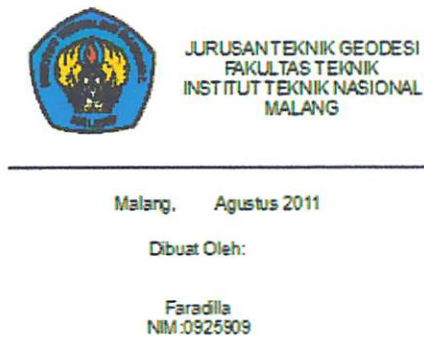 JURUSAN TEKNIK GEODESI
FAKULTAS TEKNIK
INSTITUT TEKNIK NASIONAL
MALANG
Malang, Agustus 2011
Dibuat Oleh:
Faradilla
NIM:0925909